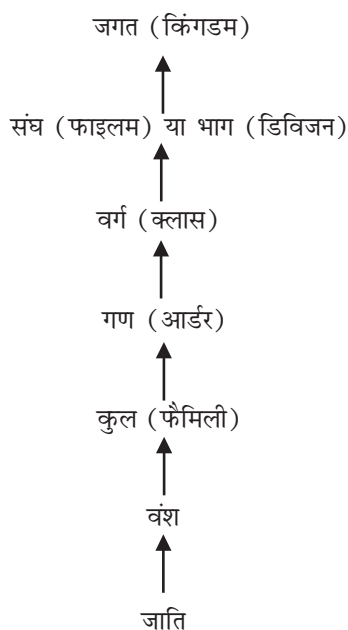 जगत (किंगडम)
संघ (फाइलम) या भाग (डिविजन)
वर्ग (क्लास)
गण (आर्डर)
कुल (फैमिली)
वंश
जाति